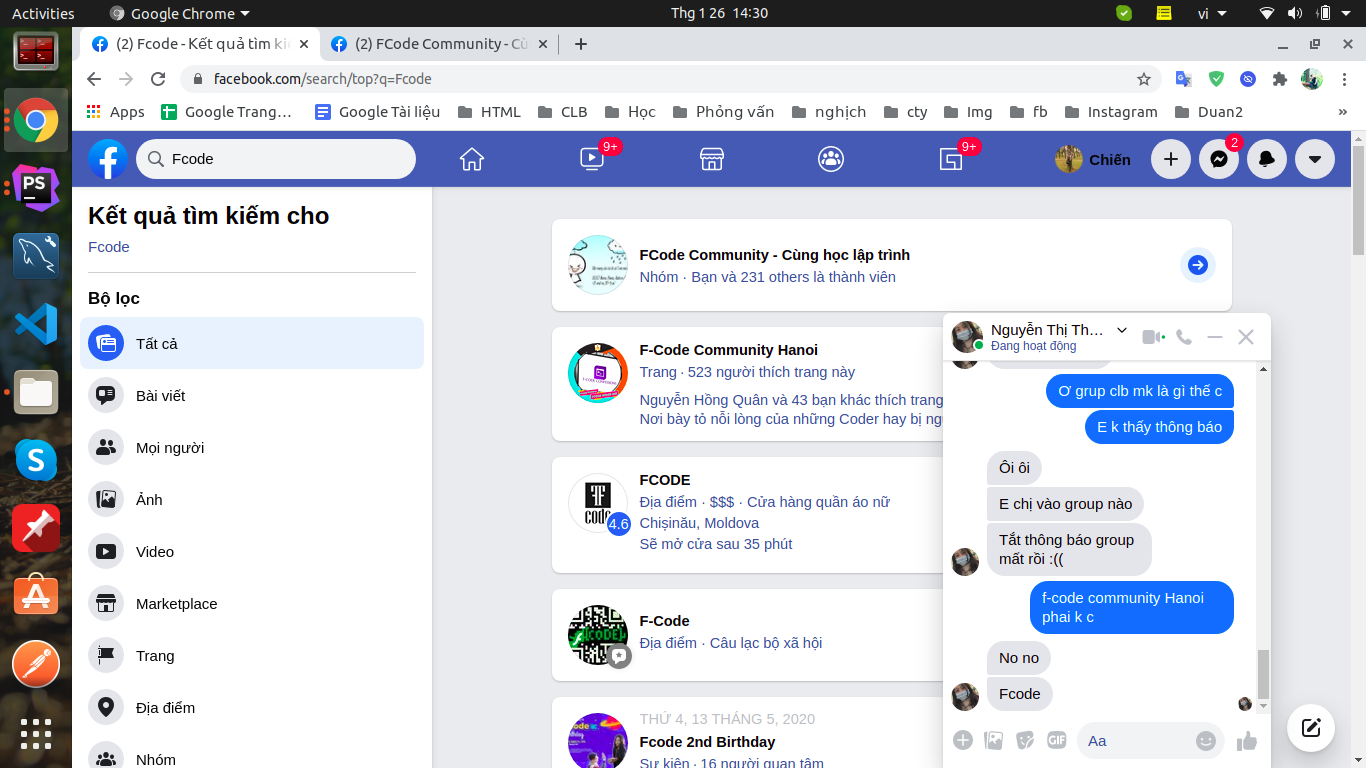 Activities
Google Chrome
Thg 1 26 14:30
vi
(2) Fcode - Kết quả tìm ki
(2) FCode Community - Cù
facebook.com/search/top?q=Fcode
Apps
Google Trang…
Google Tài liệu
HTML
CLB
Học
Phỏng vấn
nghịch
cty
Img
fb
Instagram
Duan2
»
Fcode
9+
9+
Chiến
2
Kết quả tìm kiếm cho
Fcode
Bộ lọc
Tất cả
Bài viết
Mọi người
Ảnh
Video
Marketplace
Trang
Địa điểm
Nhóm
FCode Community - Cùng học lập trình
Nhóm · Bạn và 231 others là thành viên
F-Code Community Hanoi
Trang · 523 người thích trang này
Nguyễn Hồng Quân và 43 bạn khác thích trang
Nơi bày tỏ nỗi lòng của những Coder hay bị ng
FCODE
Địa điểm · $$$ · Cửa hàng quần áo nữ
Chișinău, Moldova
Sẽ mở cửa sau 35 phút
4.6
F-Code
Địa điểm · Câu lạc bộ xã hội
THỨ 4, 13 THÁNG 5, 2020
Fcode 2nd Birthday
Sự kiện · 16 người quan tâm
Nguyễn Thị Th…
Đang hoạt động
Ơ grup clb mk là gì thế c
E k thấy thông báo
Ôi ôi
E chị vào group nào
Tắt thông báo group
mất rồi :((
f-code community Hanoi
phai k c
No no
Fcode
GIF
Aa
PS